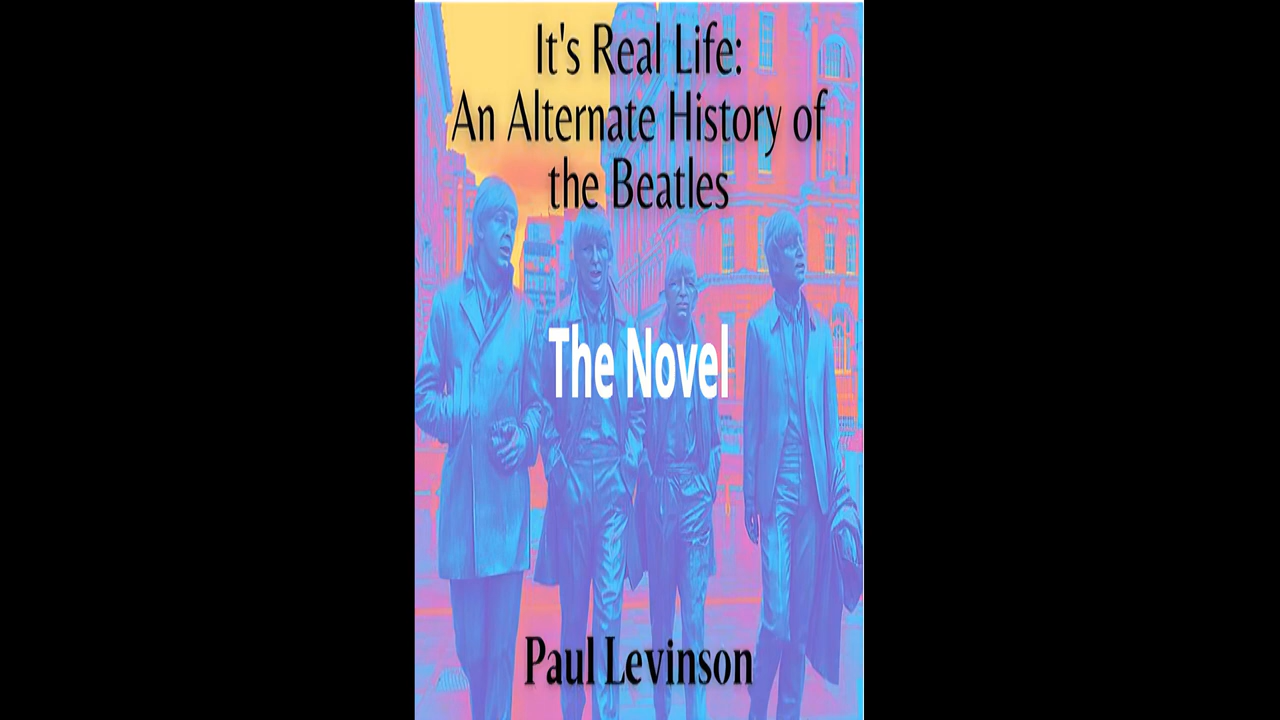 It's Real Life:
An Alternate History of
the Beatles
The Novel
Paul Levinson